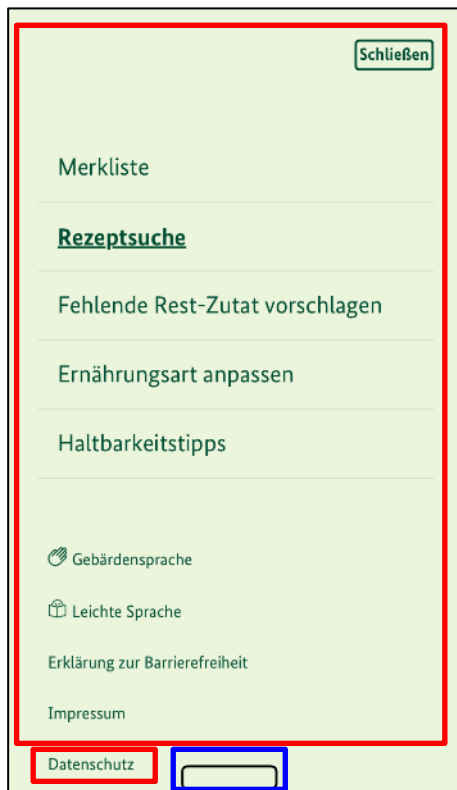 Schließen
Merkliste
Rezeptsuche
Fehlende Rest-Zutat vorschlagen
Ernährungsart anpassen
Haltbarkeitstipps
Gebärdensprache
Leichte Sprache
Erklärung zur Barrierefreiheit
Impressum
Datenschutz